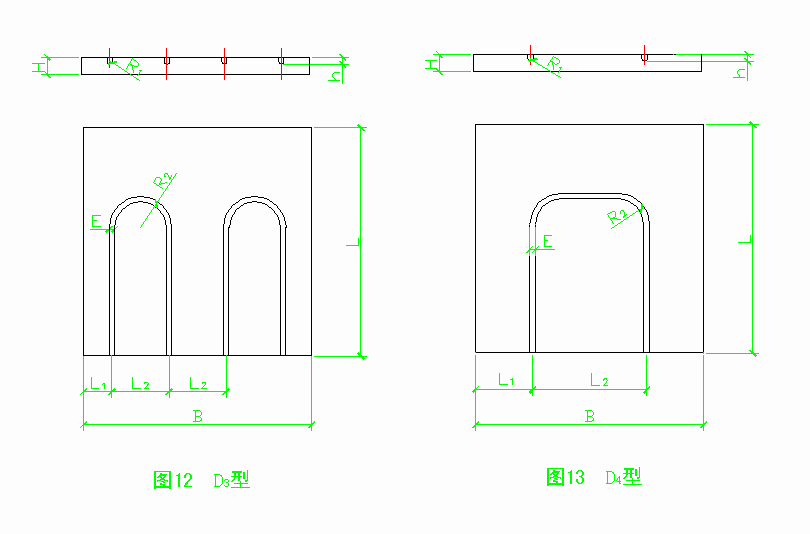 H R₁ h
H R₁ h
R2
E
L
L₁ L₂ L₂
B
R2
E
L
L₁ L₂
B
图12 D₃型
图13 D₄型